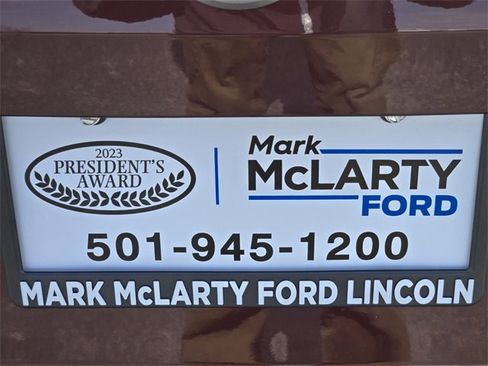 2023
PRESIDENT'S
AWARD
Mark
McLARTY
FORD
501-945-1200
MARK McLARTY FORD LINCOLN